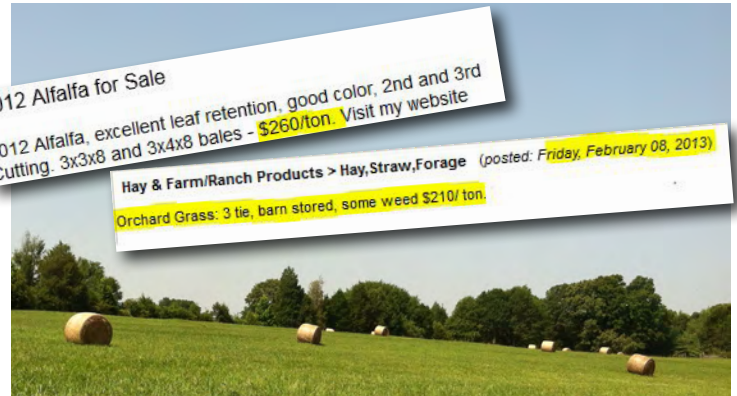 012 Alfalfa for Sale
012 Alfalfa, excellent leaf retention, good color, 2nd and 3rd
Cutting. 3x3x8 and 3x4x8 bales - $260/ton. Visit my website
Hay & Farm/Ranch Products > Hay,Straw,Forage (posted: Friday, February 08, 2013)
Orchard Grass: 3 tie, barn stored, some weed $210/ ton.